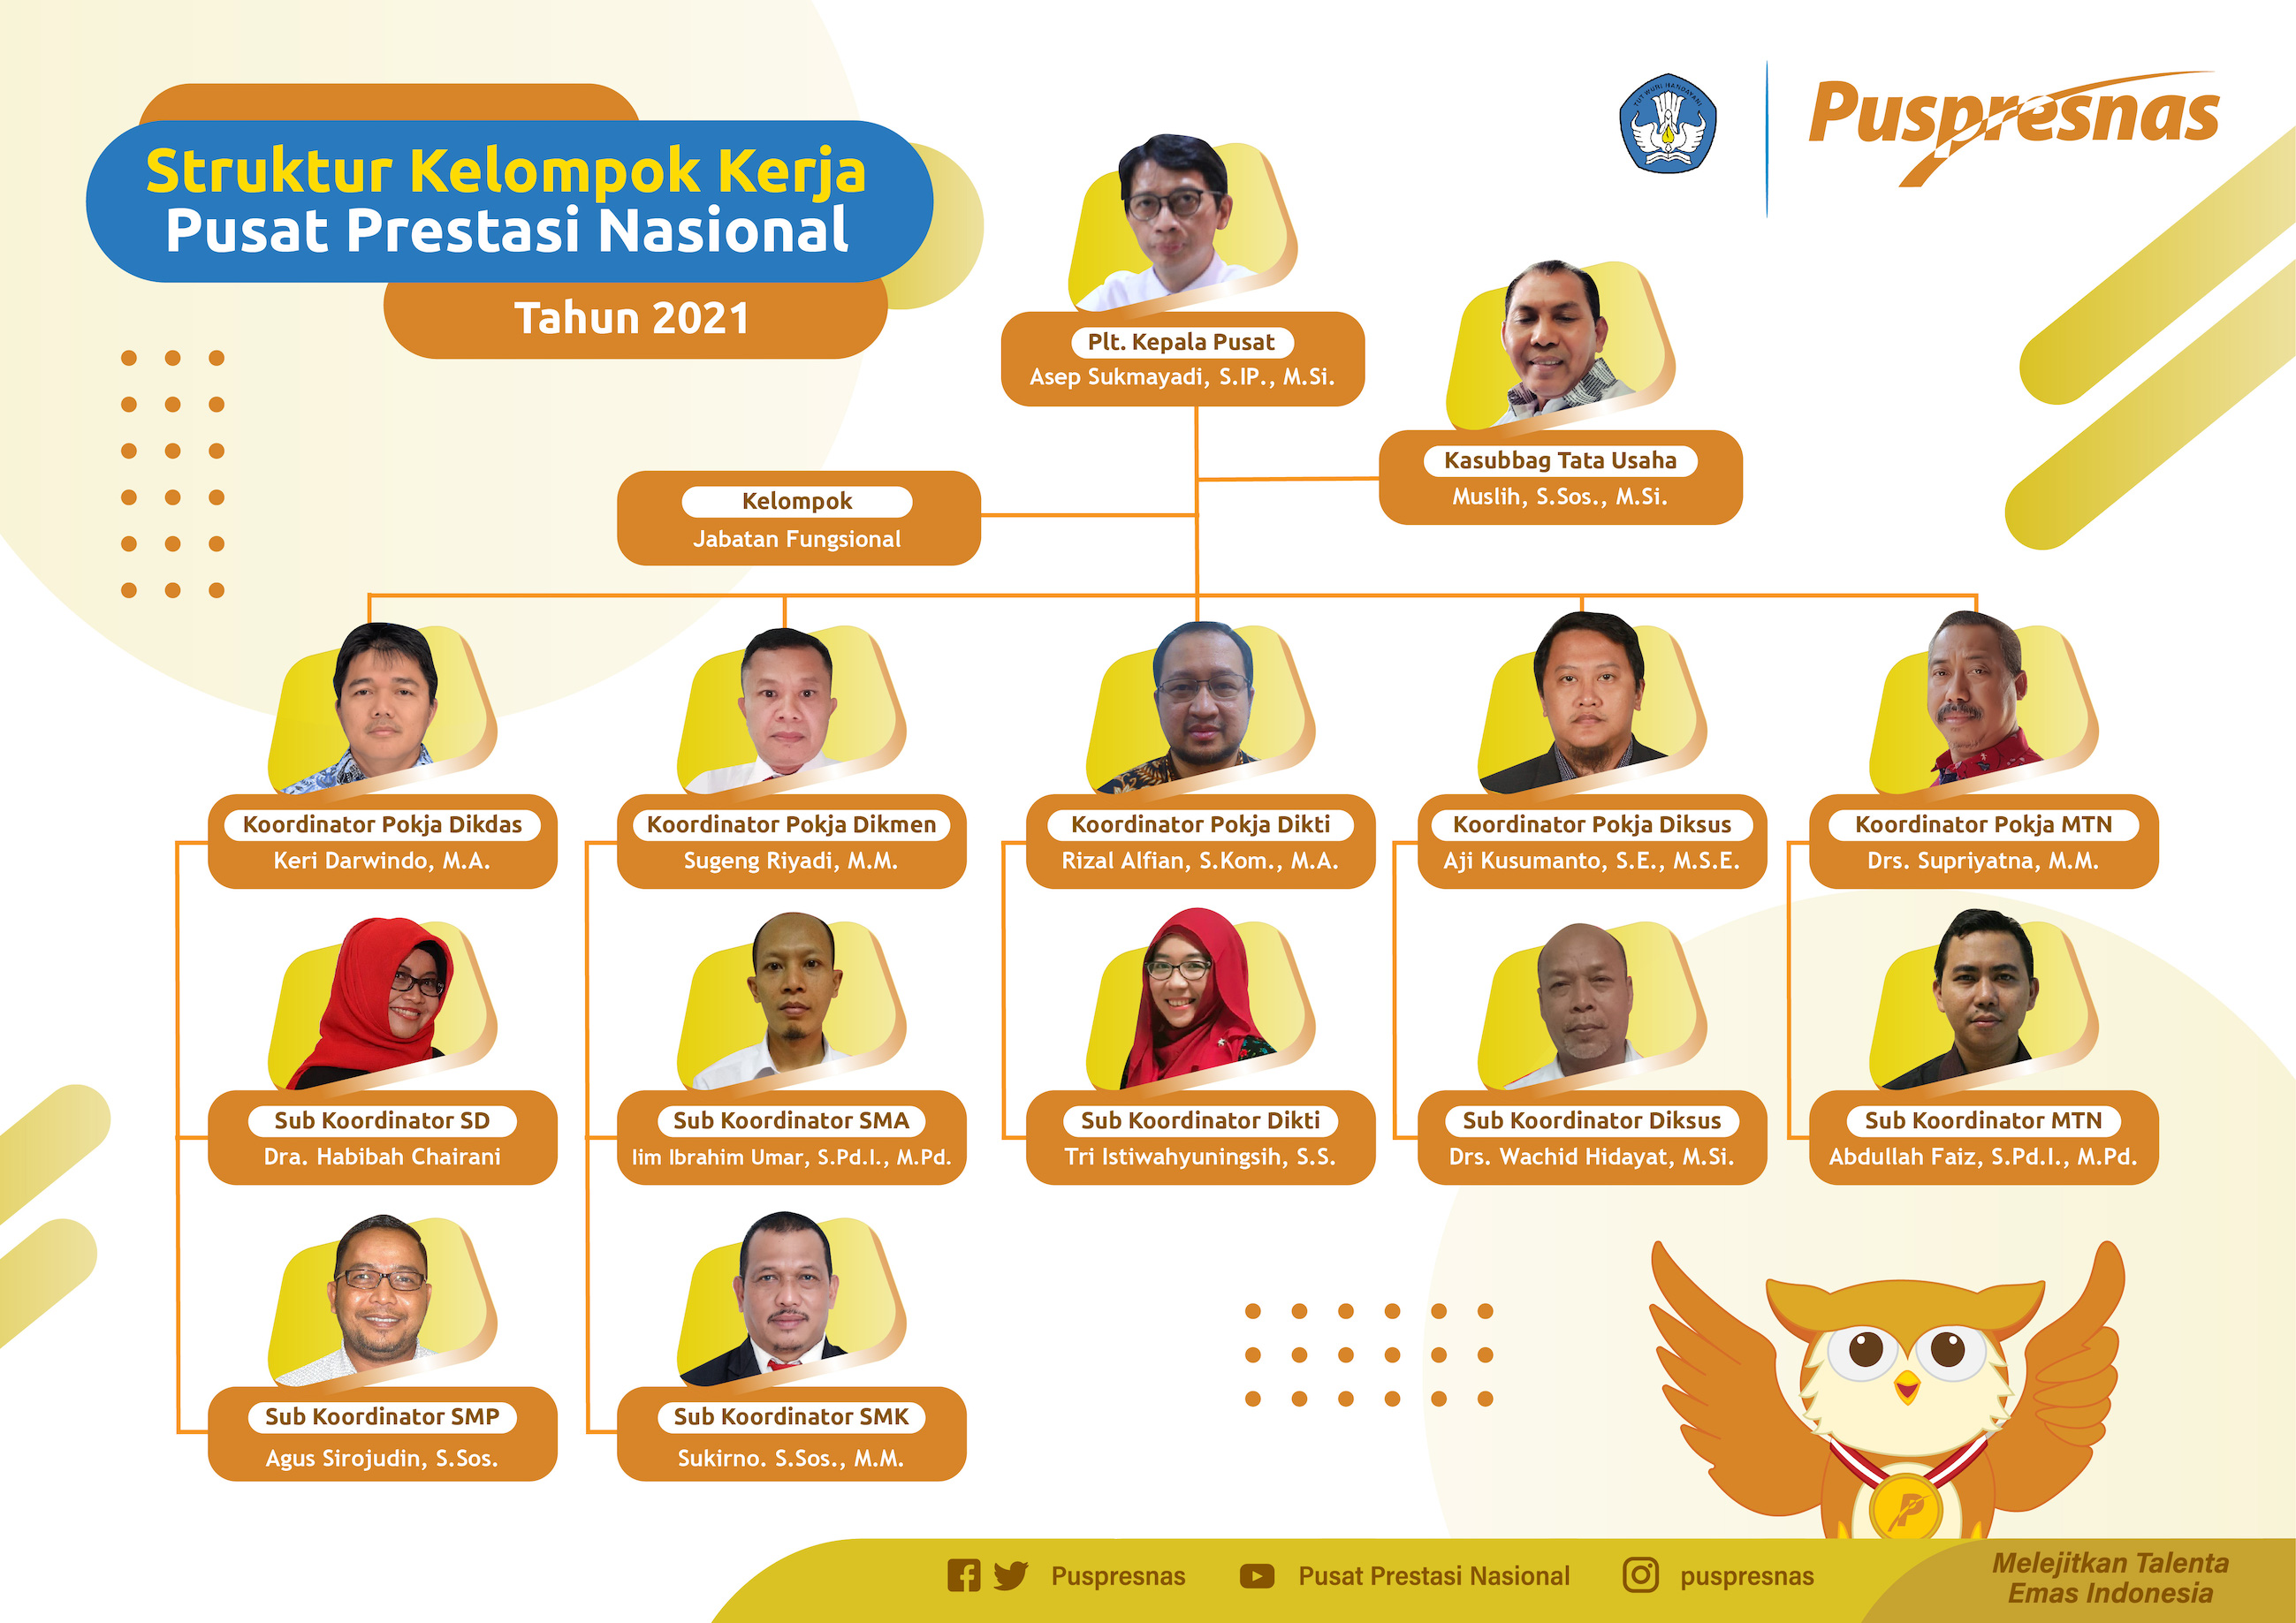 Struktur Kelompok Kerja
Pusat Prestasi Nasional
Tahun 2021
TUT WURI HANDAYANI
Puspresnas
Plt. Kepala Pusat
Asep Sukmayadi, S.IP., M.Si.
Kasubbag Tata Usaha
Muslih, S.Sos., M.Si.
Kelompok
Jabatan Fungsional
Koordinator Pokja Dikdas
Keri Darwindo, M.A.
Koordinator Pokja Dikmen
Sugeng Riyadi, M.M.
Koordinator Pokja Dikti
Rizal Alfian, S.Kom., M.A.
Koordinator Pokja Diksus
Aji Kusumanto, S.E., M.S.E.
Koordinator Pokja MTN
Drs. Supriyatna, M.M.
Sub Koordinator SD
Dra. Habibah Chairani
Sub Koordinator SMA
Iim Ibrahim Umar, S.Pd.I., M.Pd.
Sub Koordinator Dikti
Tri Istiwahyuningsih, S.S.
Sub Koordinator Diksus
Drs. Wachid Hidayat, M.Si.
Sub Koordinator MTN
Abdullah Faiz, S.Pd.I., M.Pd.
Sub Koordinator SMP
Agus Sirojudin, S.Sos.
Sub Koordinator SMK
Sukirno. S.Sos., M.M.
P
Puspresnas
Pusat Prestasi Nasional
puspresnas
Melejitkan Talenta
Emas Indonesia